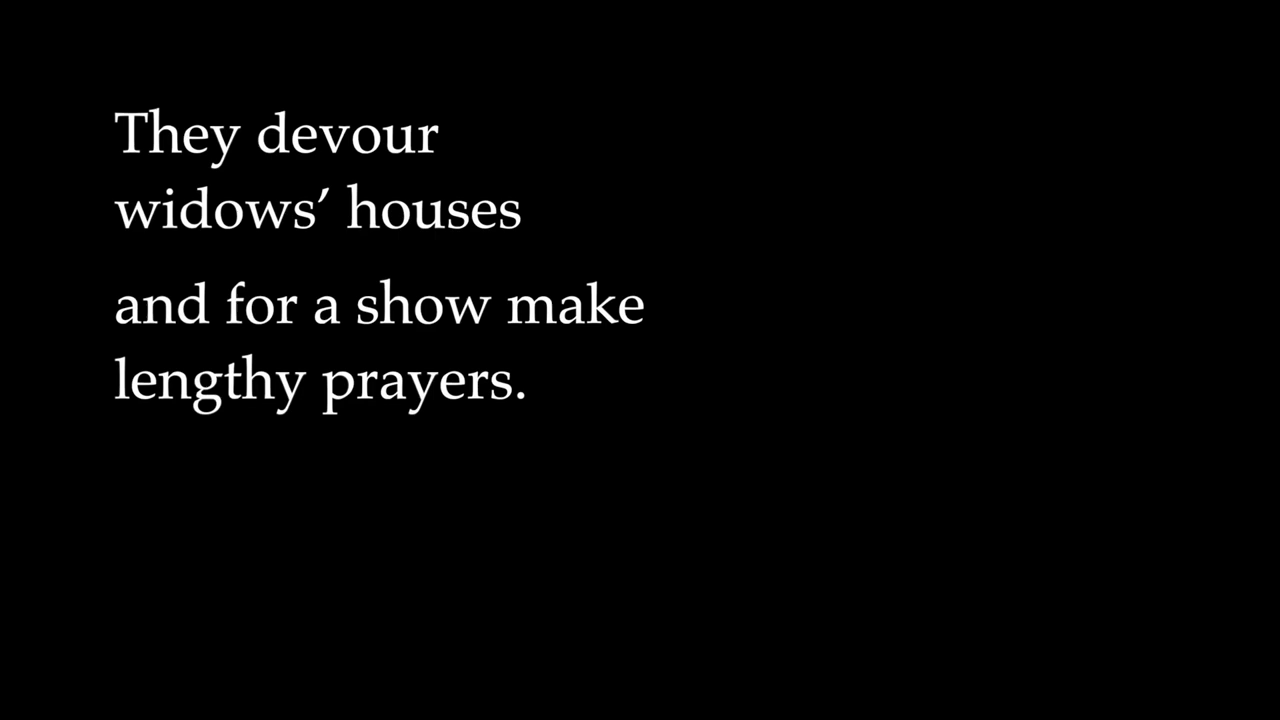 They devour
widows’ houses
and for a show make
lengthy prayers.